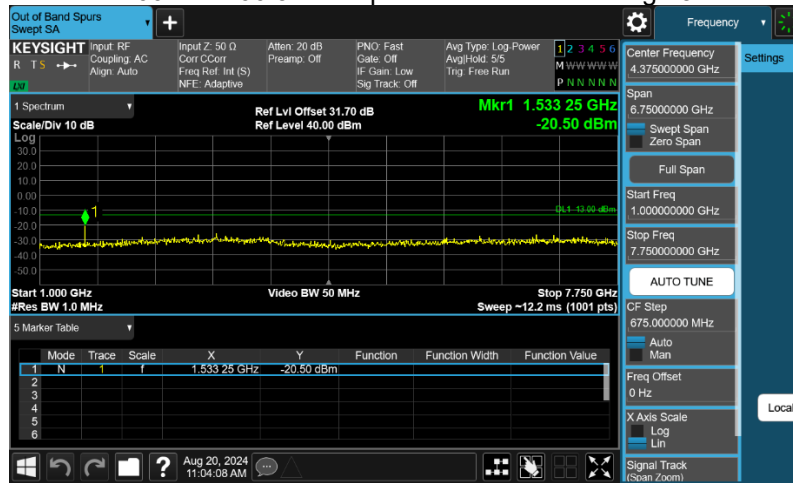 Out of Band Spurs
Swept SA
Frequency
KEYSIGHT
R T S
LXI
Input: RF
Coupling: AC
Align: Auto
Input Z: 50 Ω
Corr CCorr
Freq Ref: Int (S)
NFE: Adaptive
Atten: 20 dB
Preamp: Off
PNO: Fast
Gate: Off
IF Gain: Low
Sig Track: Off
Avg Type: Log-Power
Avg|Hold: 5/5
Trig: Free Run
1 2 3 4 5 6
M W W W W W
P N N N N N
Center Frequency
4.375000000 GHz
Settings
Span
6.75000000 GHz
Swept Span
Zero Span
Full Span
Start Freq
1.000000000 GHz
Stop Freq
7.750000000 GHz
AUTO TUNE
CF Step
675.000000 MHz
Auto
Man
Freq Offset
0 Hz
X Axis Scale
Log
Lin
Signal Track
(Span Zoom)
Local
1 Spectrum
Scale/Div 10 dB
Ref Lvl Offset 31.70 dB
Ref Level 40.00 dBm
Mkr1 1.533 25 GHz
-20.50 dBm
Log
30.0
20.0
10.0
0.00
-10.0
-20.0
-30.0
-40.0
-50.0
1
DL1 -13.00 dBm
Start 1.000 GHz
#Res BW 1.0 MHz
Video BW 50 MHz
Stop 7.750 GHz
Sweep ~12.2 ms (1001 pts)
5 Marker Table
Mode Trace Scale X Y Function Function Width Function Value
1 N 1 f 1.533 25 GHz -20.50 dBm
2
3
4
5
6
?
Aug 20, 2024
11:04:08 AM